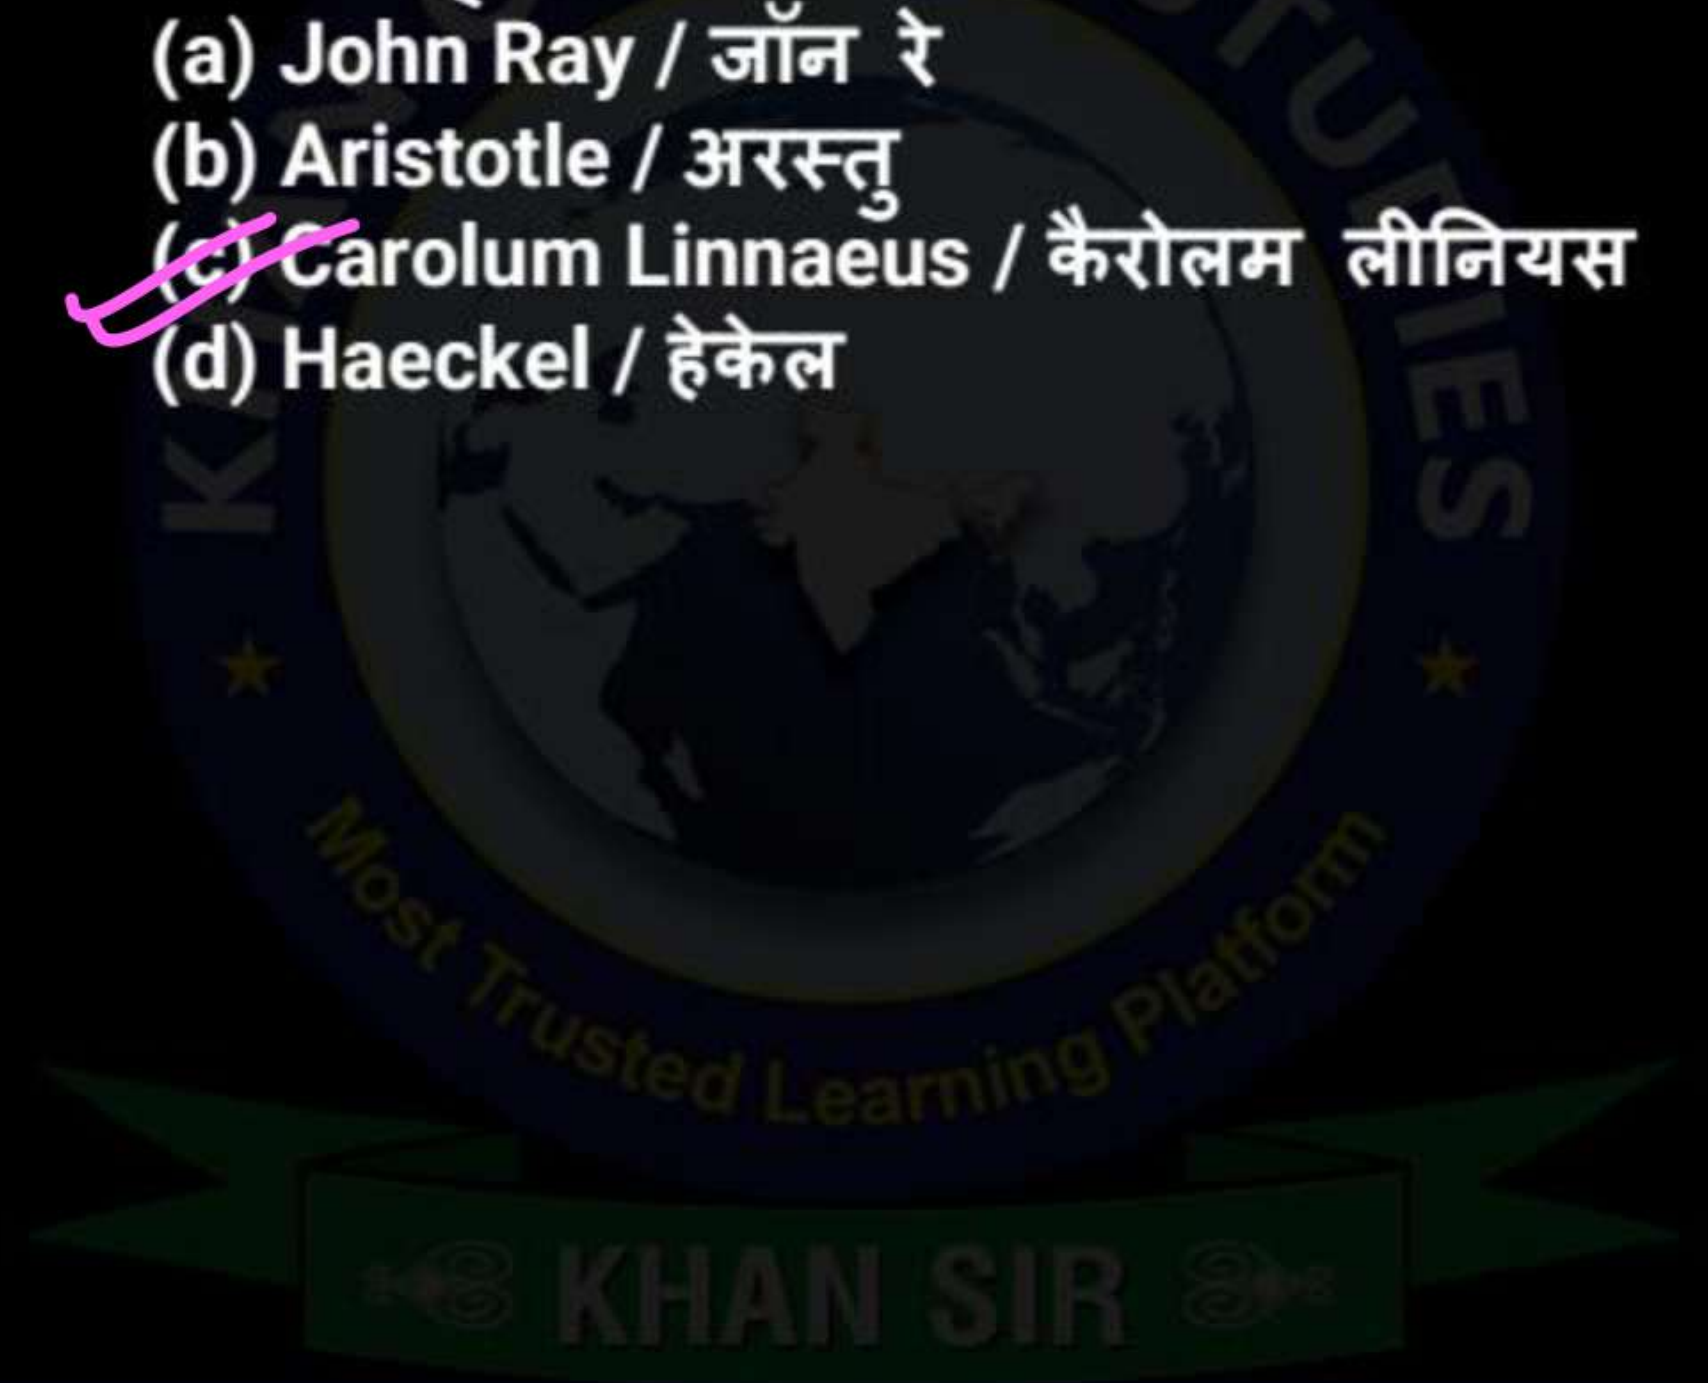 (a) John Ray / जॉन रे
(b) Aristotle / अरस्तु
(c) Carolum Linnaeus / कैरोलम लीनियस
(d) Haeckel / हेकेल
Most Trusted Learning Platform
KHAN SIR